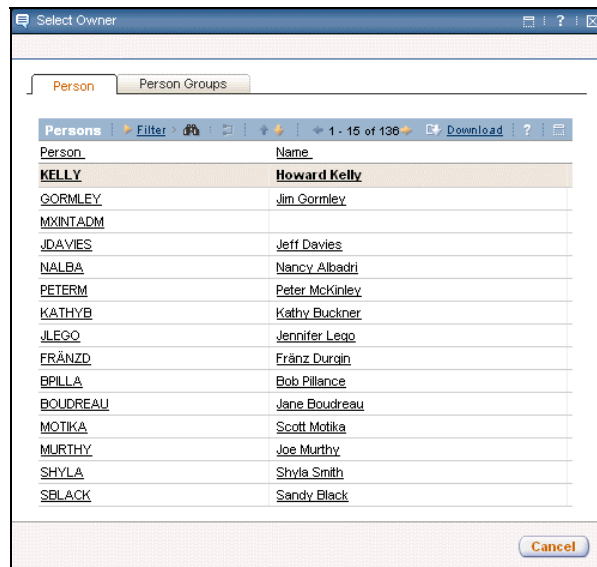 Select Owner ?
Person Person Groups
Persons Filter 1 - 15 of 136 Download ?
Person Name
KELLY Howard Kelly
GORMLEY Jim Gormley
MXINTADM
JDAVIES Jeff Davies
NALBA Nancy Albadri
PETERM Peter McKinley
KATHYB Kathy Buckner
JLEGO Jennifer Lego
FRÄNZD Fränz Durgin
BPILLA Bob Pillance
BOUDREAU Jane Boudreau
MOTIKA Scott Motika
MURTHY Joe Murthy
SHYLA Shyla Smith
SBLACK Sandy Black
Cancel